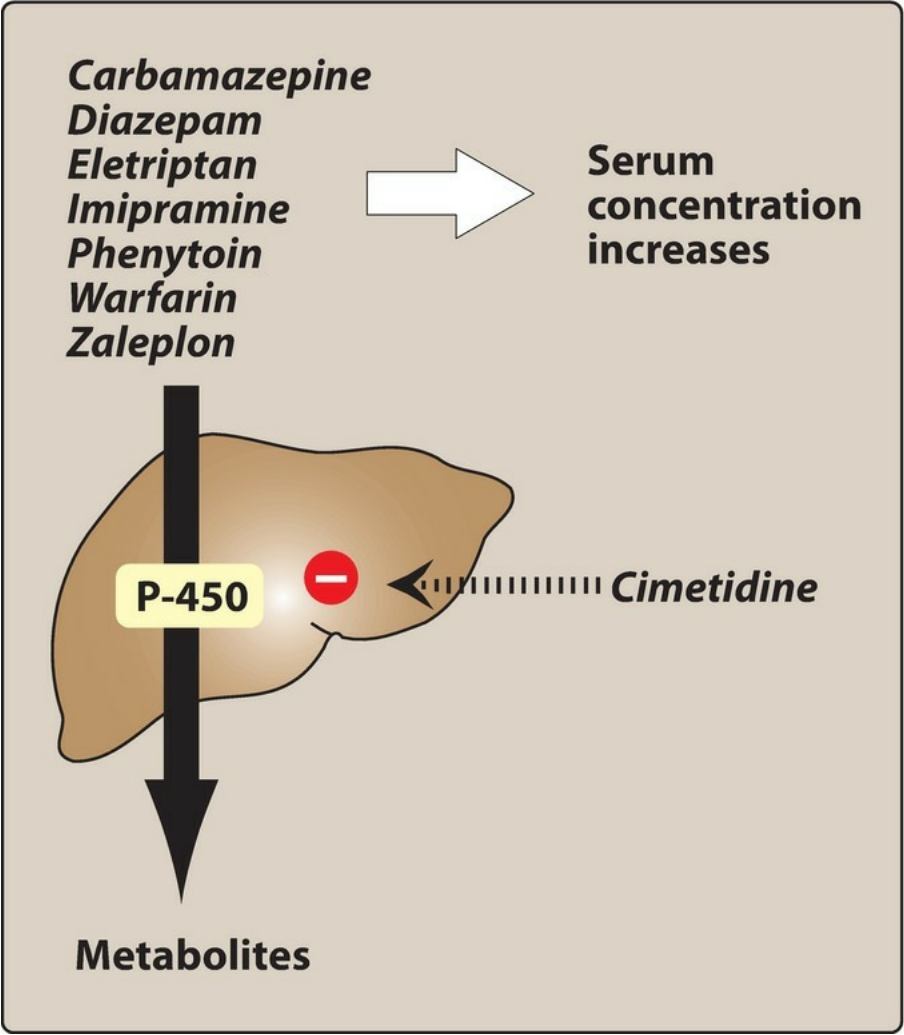 Carbamazepine
Diazepam
Eletriptan
Imipramine
Phenytoin
Warfarin
Zaleplon
Serum
concentration
increases
P-450
Cimetidine
Metabolites